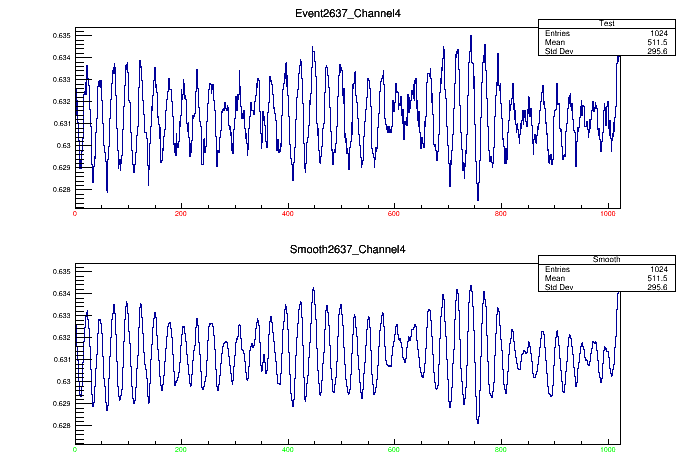 Event2637_Channel4
Test
Entries 1024
Mean 511.5
Std Dev 295.6
0.635
0.634
0.633
0.632
0.631
0.63
0.629
0.628
0 200 400 600 800 1000
Smooth2637_Channel4
Smooth
Entries 1024
Mean 511.5
Std Dev 295.6
0.635
0.634
0.633
0.632
0.631
0.63
0.629
0.628
0 200 400 600 800 1000